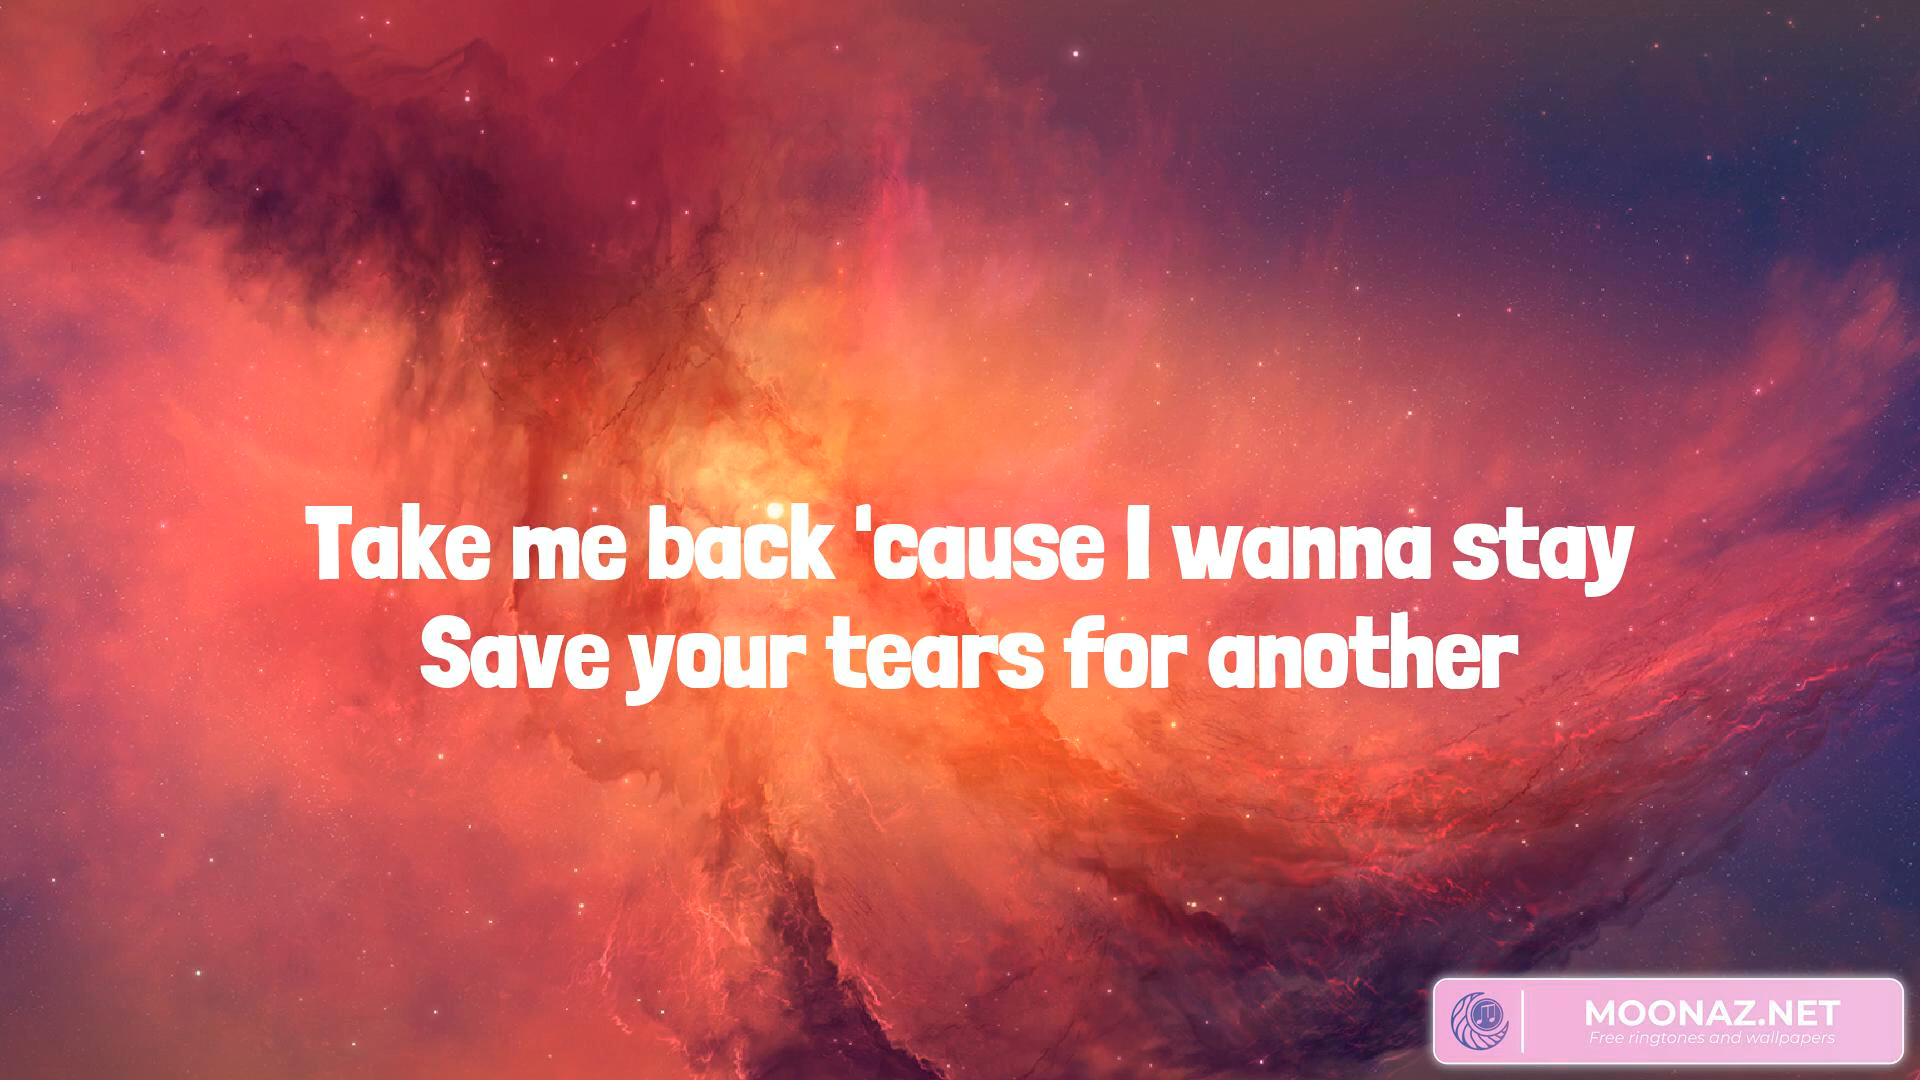 Take me back 'cause I wanna stay
Save your tears for another
MOONAZ.NET
Free ringtones and wallpapers